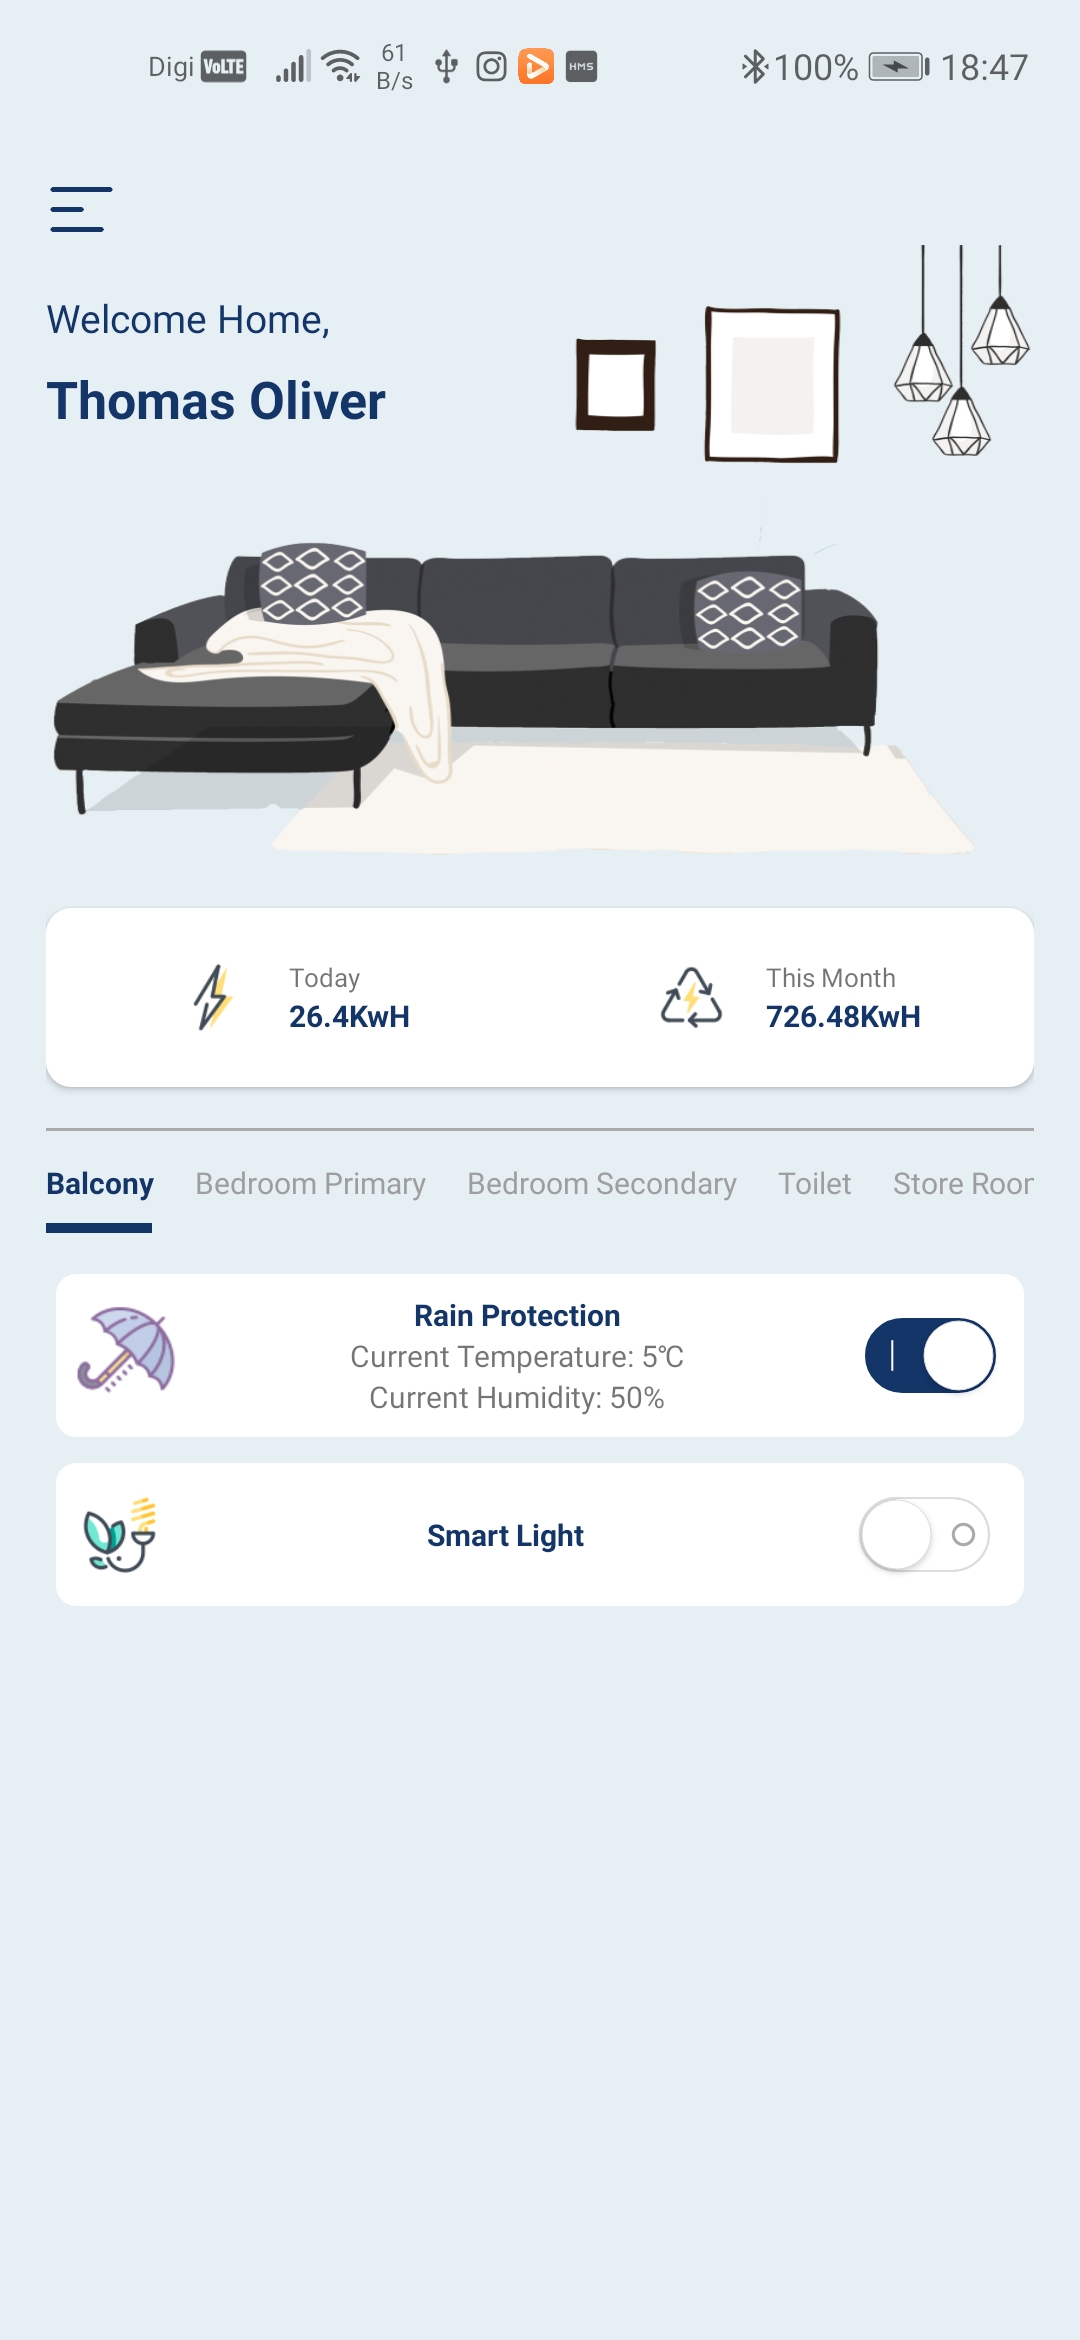 Digi VoLTE 61 B/s HMS 100% 18:47
Welcome Home,
Thomas Oliver
Today
26.4KwH
This Month
726.48KwH
Balcony Bedroom Primary Bedroom Secondary Toilet Store Roor
Rain Protection
Current Temperature: 5℃
Current Humidity: 50%
Smart Light